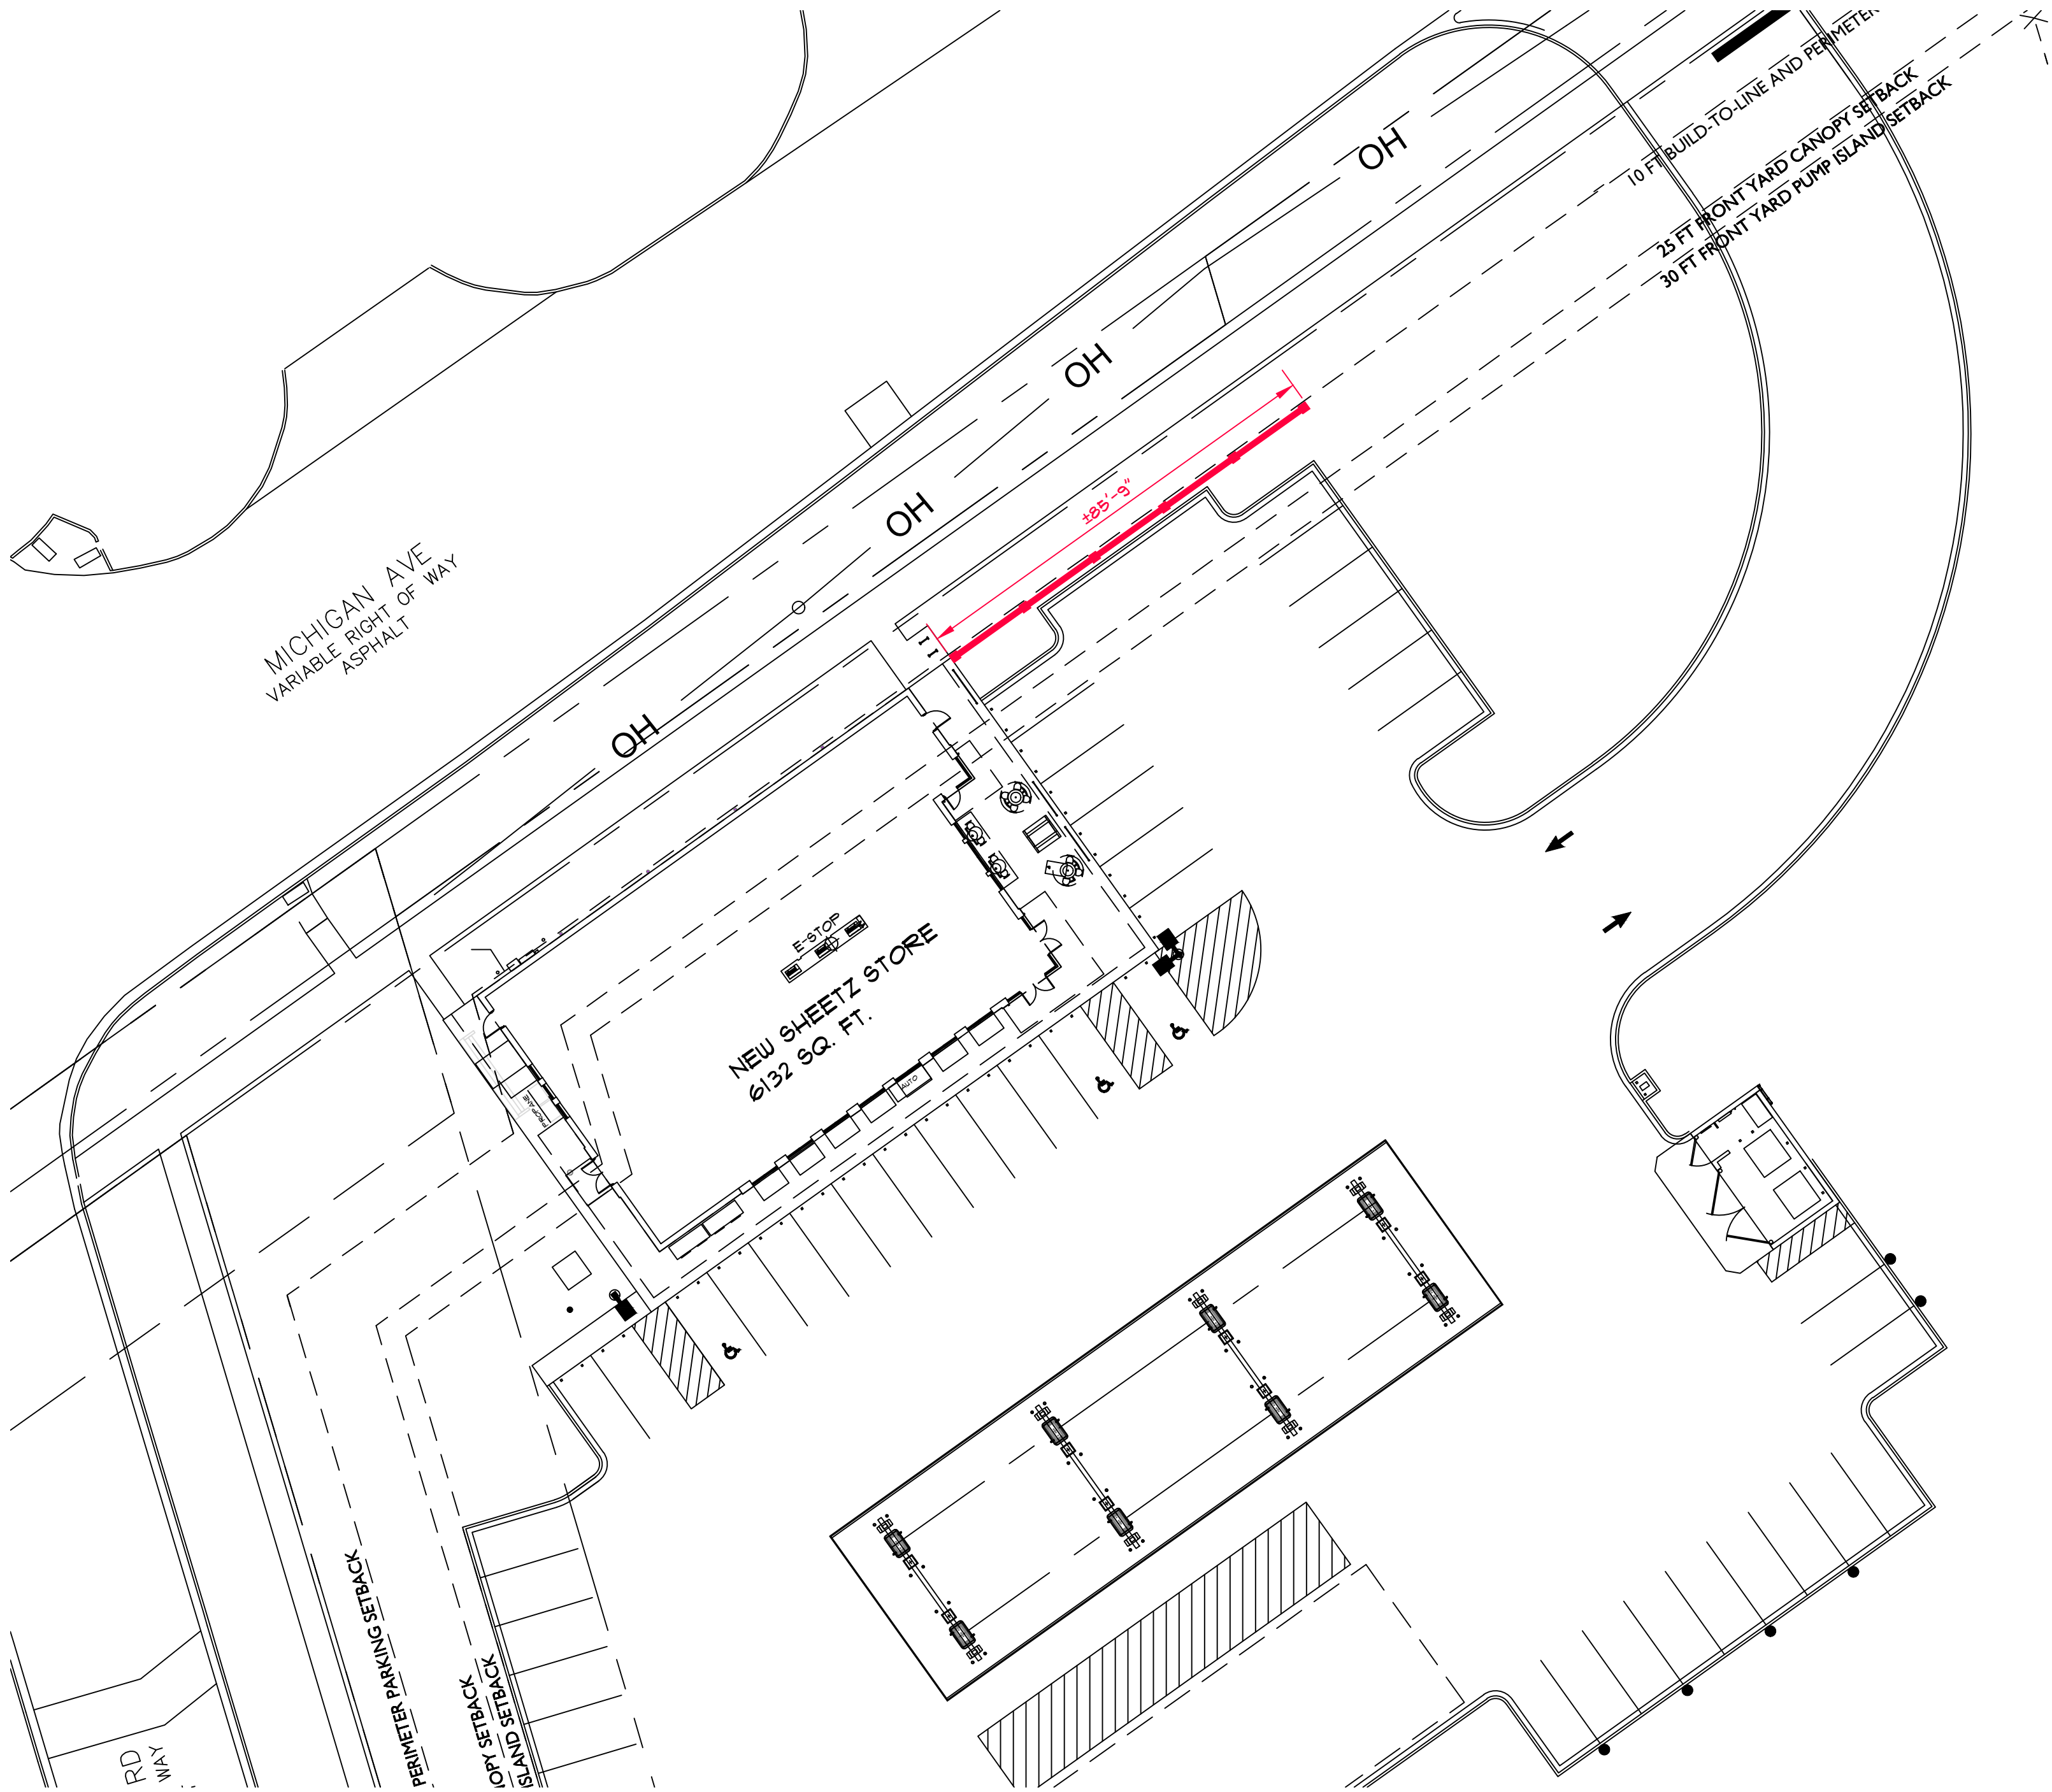 10 FT BUILD-TO-LINE AND PERIMETER
25 FT FRONT YARD CANOPY SETBACK
30 FT FRONT YARD PUMP ISLAND SETBACK
OH
OH
OH
OH
±85'-9"
MICHIGAN AVE
VARIABLE RIGHT OF WAY
ASPHALT
E-STOP
NEW SHEETZ STORE
6132 SQ. FT.
AUTO
PROPANE
PERIMETER PARKING SETBACK
NOPY SETBACK
ISLAND SETBACK
RD
WAY